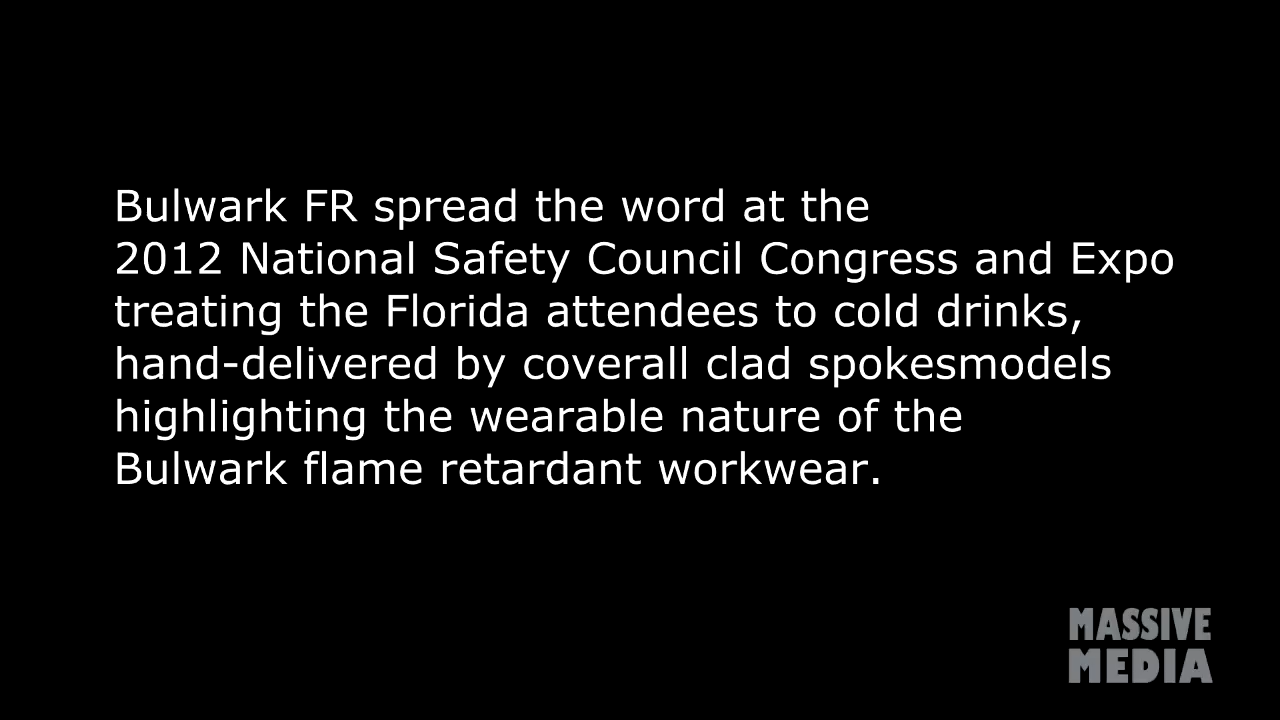 Bulwark FR spread the word at the
2012 National Safety Council Congress and Expo
treating the Florida attendees to cold drinks,
hand-delivered by coverall clad spokesmodels
highlighting the wearable nature of the
Bulwark flame retardant workwear.
MASSIVE
MEDIA